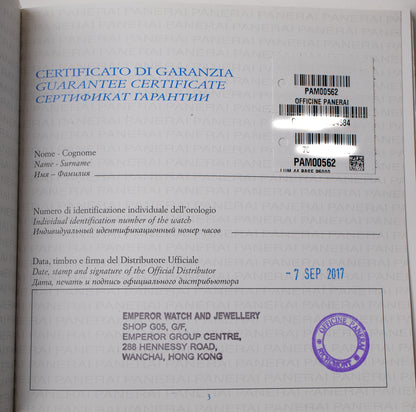 CERTIFICATO DI GARANZIA
GUARANTEE CERTIFICATE
СЕРТИФИКАТ ГАРАНТИИ
PAM00562
OFFICINE PANERAI
PAM00562
Nome - Cognome
Name - Surname
Имя – Фамилия
Numero di identificazione individuale dell'orologio
Individual identification number of the watch
Индивидуальный идентификационный номер часов
Data, timbro e firma del Distributore Ufficiale
Date, stamp and signature of the Official Distributor
Дата, печать и подпись официального дистрибьютора
- 7 SEP 2017
EMPEROR WATCH AND JEWELLERY
SHOP G05, G/F,
EMPEROR GROUP CENTRE,
288 HENNESSY ROAD,
WANCHAI, HONG KONG
OFFICINE PANERAI
3